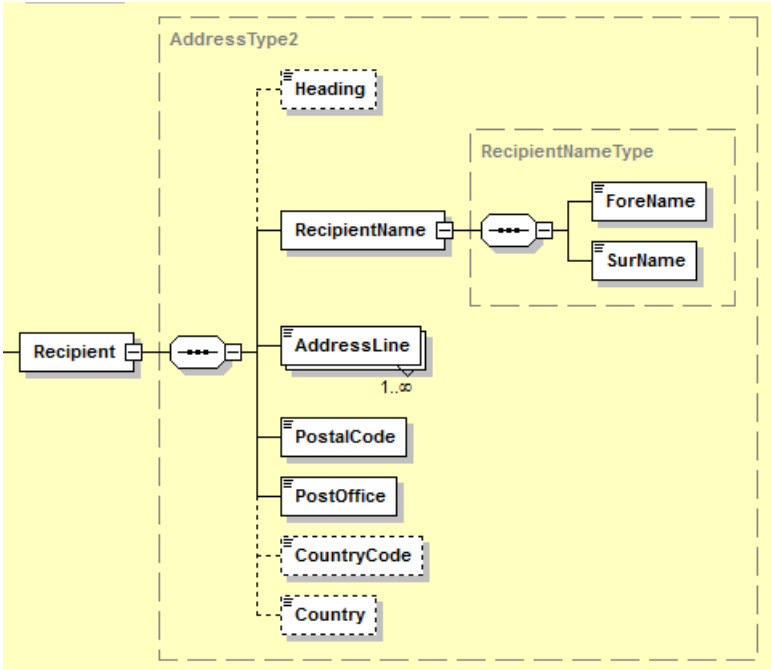 AddressType2
Heading
RecipientNameType
ForeName
RecipientName
SurName
AddressLine
Recipient
1..∞
PostalCode
PostOffice
CountryCode
Country